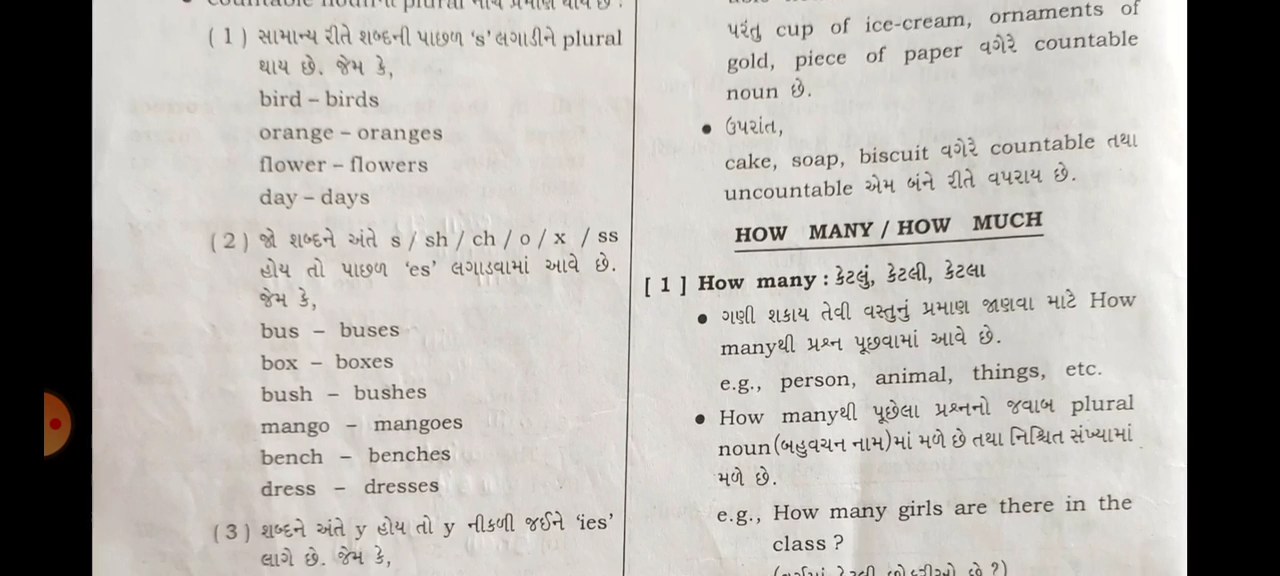 countable nounનાં plural નીચે પ્રમાણે થાય છે :
( 1 ) સામાન્ય રીતે શબ્દની પાછળ ‘s’ લગાડીને plural
થાય છે. જેમ કે,
bird – birds
orange – oranges
flower – flowers
day – days
( 2 ) જો શબ્દને અંતે s / sh / ch / o / x / ss
હોય તો પાછળ ‘es’ લગાડવામાં આવે છે.
જેમ કે,
bus – buses
box – boxes
bush – bushes
mango – mangoes
bench – benches
dress – dresses
( 3 ) શબ્દને અંતે y હોય તો y નીકળી જઈને ‘ies’
લાગે છે. જેમ કે,
પરંતુ cup of ice-cream, ornaments of
gold, piece of paper વગેરે countable
noun છે.
• ઉપરાંત,
cake, soap, biscuit વગેરે countable તથા
uncountable એમ બંને રીતે વપરાય છે.
HOW MANY / HOW MUCH
[ 1 ] How many : કેટલું, કેટલી, કેટલા
• ગણી શકાય તેવી વસ્તુનું પ્રમાણ જાણવા માટે How
manyથી પ્રશ્ન પૂછવામાં આવે છે.
e.g., person, animal, things, etc.
• How manyથી પૂછેલા પ્રશ્નનો જવાબ plural
noun (બહુવચન નામ)માં મળે છે તથા નિશ્ચિત સંખ્યામાં
મળે છે.
e.g., How many girls are there in the
class ?